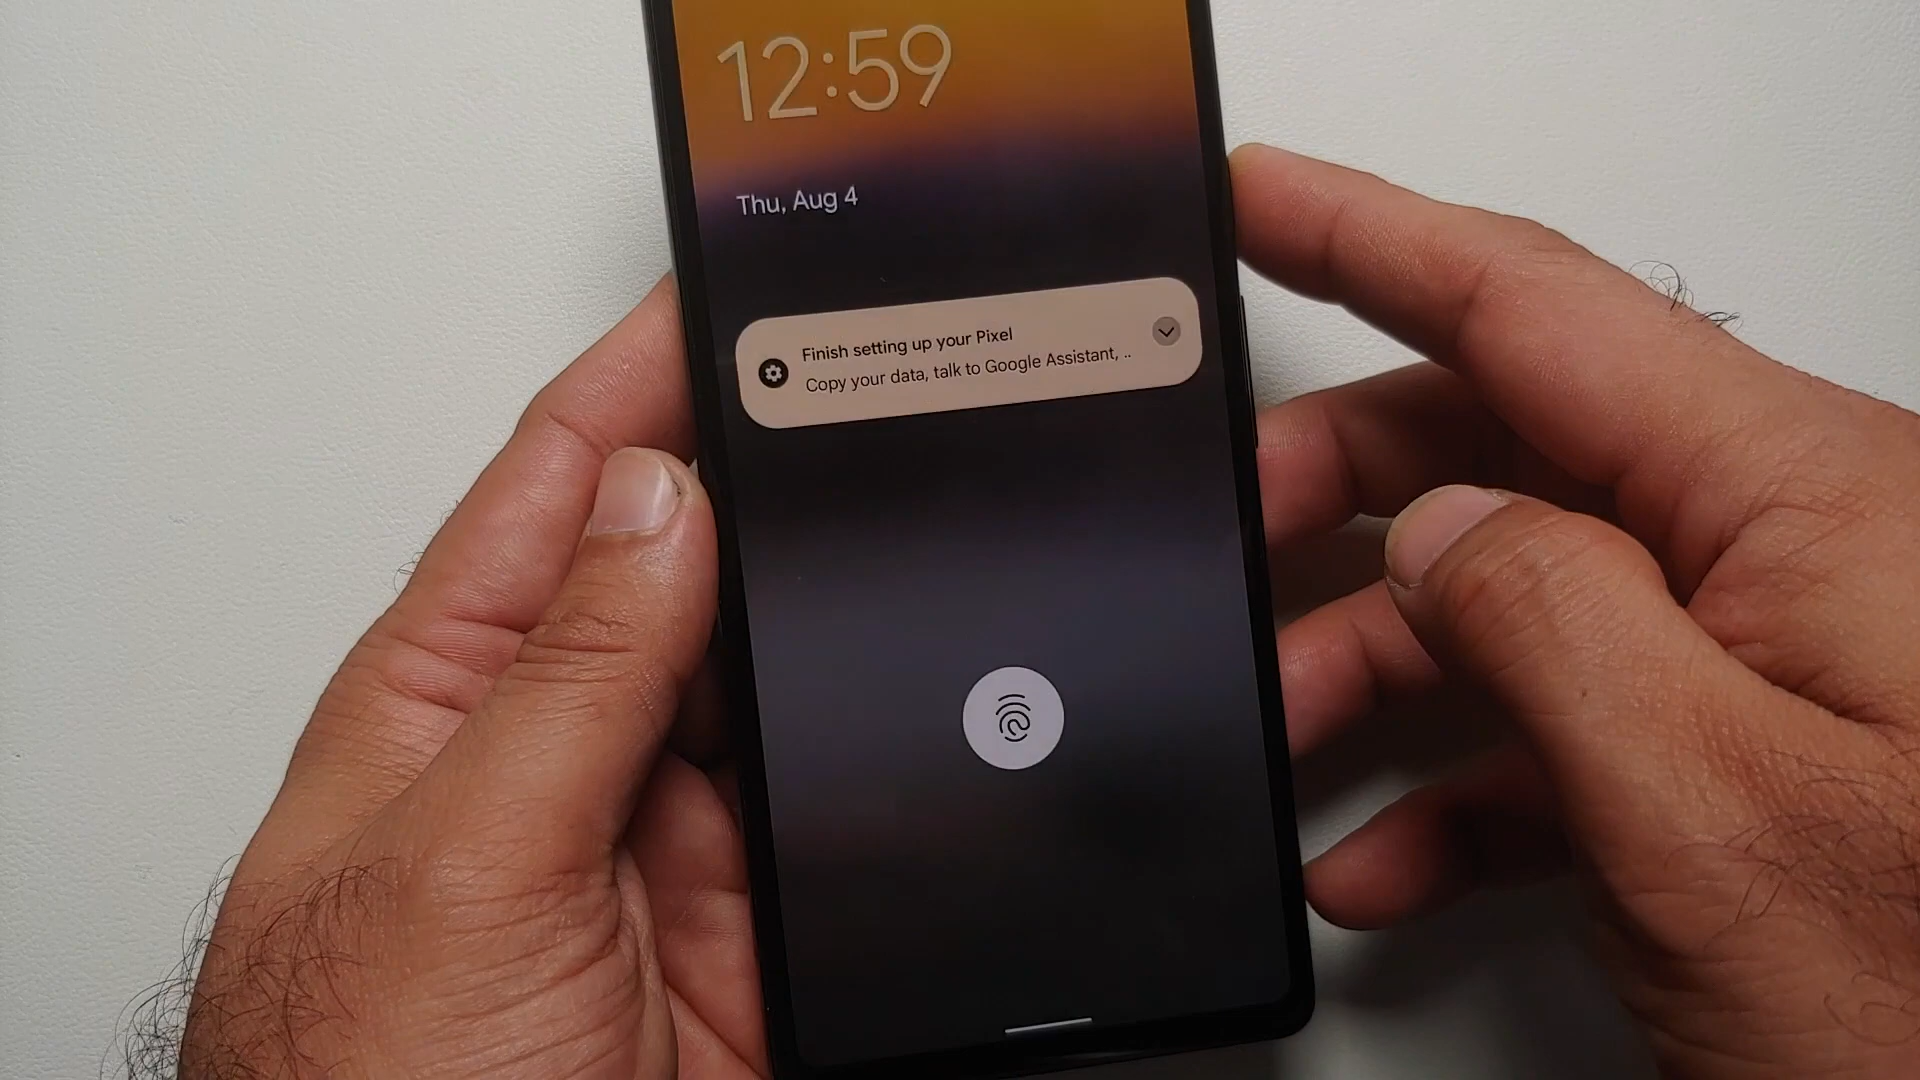 12:59
Thu, Aug 4
Finish setting up your Pixel
Copy your data, talk to Google Assistant, ..